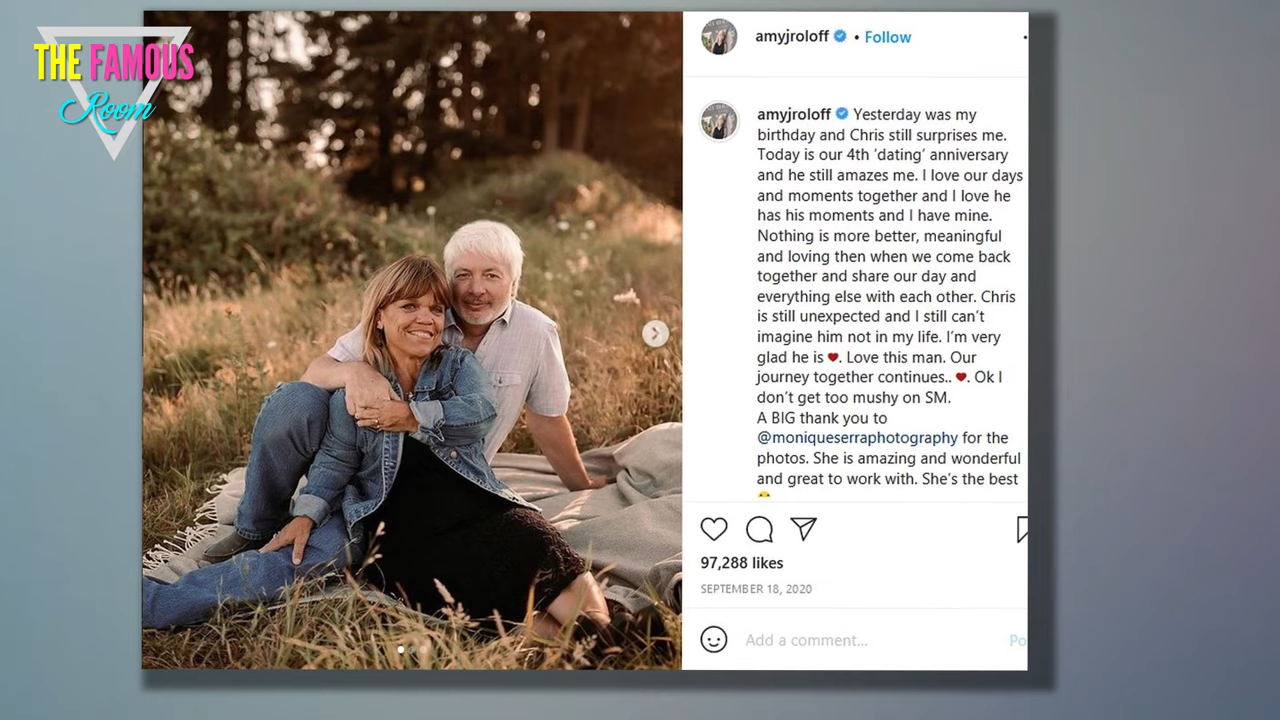 THE FAMOUS
Room
amyjroloff • Follow
amyjroloff Yesterday was my
birthday and Chris still surprises me.
Today is our 4th ‘dating’ anniversary
and he still amazes me. I love our days
and moments together and I love he
has his moments and I have mine.
Nothing is more better, meaningful
and loving then when we come back
together and share our day and
everything else with each other. Chris
is still unexpected and I still can’t
imagine him not in my life. I’m very
glad he is ❤. Love this man. Our
journey together continues.. ❤. Ok I
don’t get too mushy on SM.
A BIG thank you to
@moniqueserraphotography for the
photos. She is amazing and wonderful
and great to work with. She’s the best
97,288 likes
SEPTEMBER 18, 2020
Add a comment...
Po